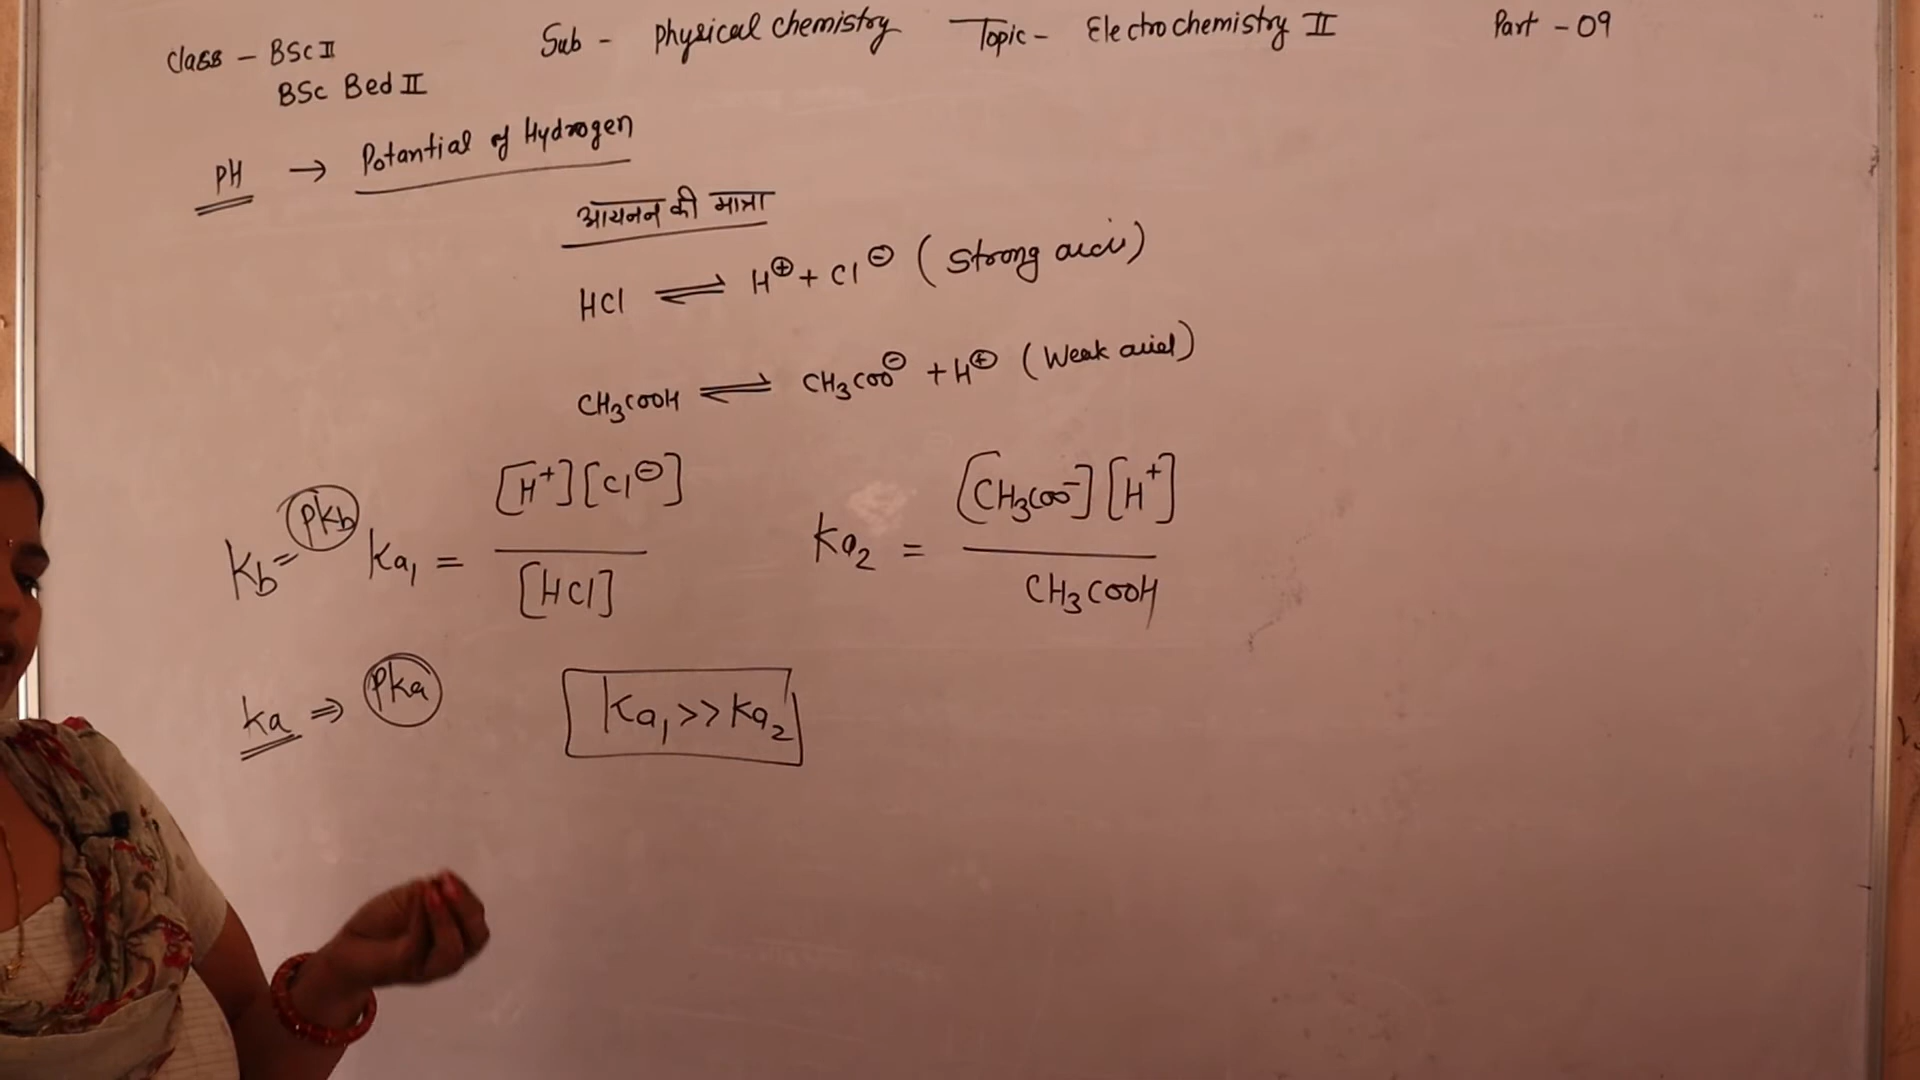 Class - BSc II Sub - Physical chemistry Topic - Electrochemistry II Part - 09
BSc Bed II
PH → Potantial of Hydrogen
आयनन की मात्रा
HCl ⇌ H⊕ + Cl⊖ (Strong acid)
CH₃COOH ⇌ CH₃COO⊖ + H⊕ (Weak acid)
Kb = Pkb Ka₁ = [H⁺][Cl⊖] / [HCl] Ka₂ = [CH₃COO⁻][H⁺] / CH₃COOH
Ka ⇒ Pka Ka₁ >> Ka₂